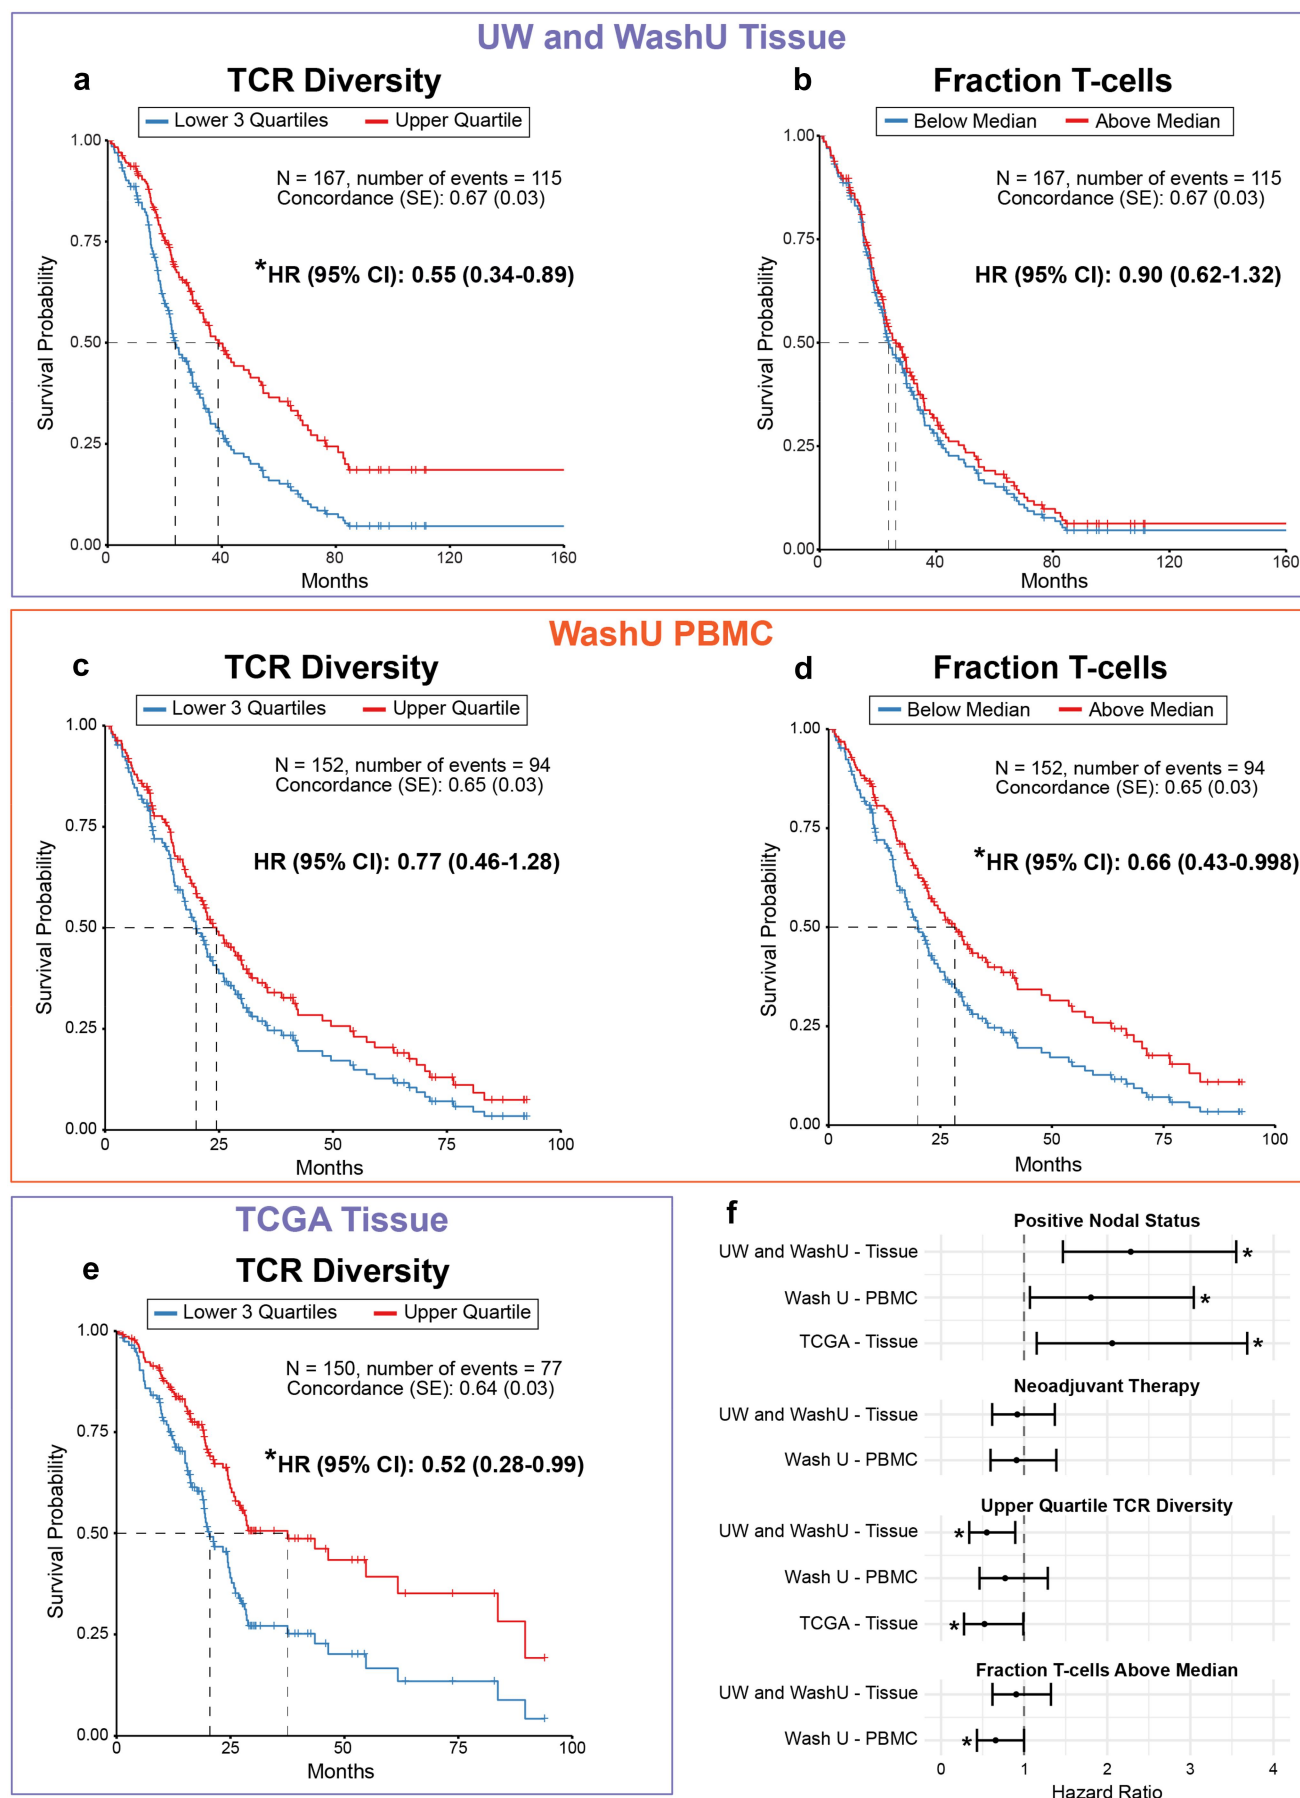 UW and WashU Tissue
a
TCR Diversity
Lower 3 Quartiles Upper Quartile
N = 167, number of events = 115
Concordance (SE): 0.67 (0.03)
*HR (95% CI): 0.55 (0.34-0.89)
Survival Probability
1.00
0.75
0.50
0.25
0.00
0 40 80 120 160
Months
b
Fraction T-cells
Below Median Above Median
N = 167, number of events = 115
Concordance (SE): 0.67 (0.03)
HR (95% CI): 0.90 (0.62-1.32)
Survival Probability
1.00
0.75
0.50
0.25
0.00
0 40 80 120 160
Months
WashU PBMC
c
TCR Diversity
Lower 3 Quartiles Upper Quartile
N = 152, number of events = 94
Concordance (SE): 0.65 (0.03)
HR (95% CI): 0.77 (0.46-1.28)
Survival Probability
1.00
0.75
0.50
0.25
0.00
0 25 50 75 100
Months
d
Fraction T-cells
Below Median Above Median
N = 152, number of events = 94
Concordance (SE): 0.65 (0.03)
*HR (95% CI): 0.66 (0.43-0.998)
Survival Probability
1.00
0.75
0.50
0.25
0.00
0 25 50 75 100
Months
TCGA Tissue
e
TCR Diversity
Lower 3 Quartiles Upper Quartile
N = 150, number of events = 77
Concordance (SE): 0.64 (0.03)
*HR (95% CI): 0.52 (0.28-0.99)
Survival Probability
1.00
0.75
0.50
0.25
0.00
0 25 50 75 100
Months
f
Positive Nodal Status
UW and WashU - Tissue *
Wash U - PBMC *
TCGA - Tissue *
Neoadjuvant Therapy
UW and WashU - Tissue
Wash U - PBMC
Upper Quartile TCR Diversity
UW and WashU - Tissue *
Wash U - PBMC
TCGA - Tissue *
Fraction T-cells Above Median
UW and WashU - Tissue
Wash U - PBMC *
0 1 2 3 4
Hazard Ratio